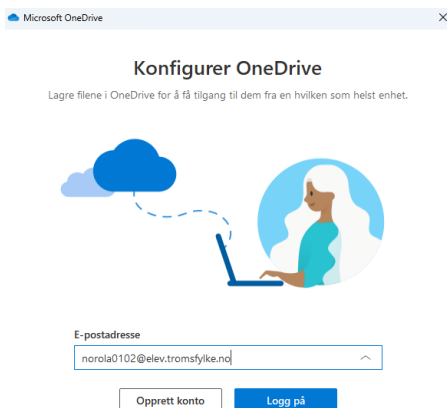 Microsoft OneDrive
Konfigurer OneDrive
Lagre filene i OneDrive for å få tilgang til dem fra en hvilken som helst enhet.
E-postadresse
norola0102@elev.tromsfylke.no
Opprett konto
Logg på